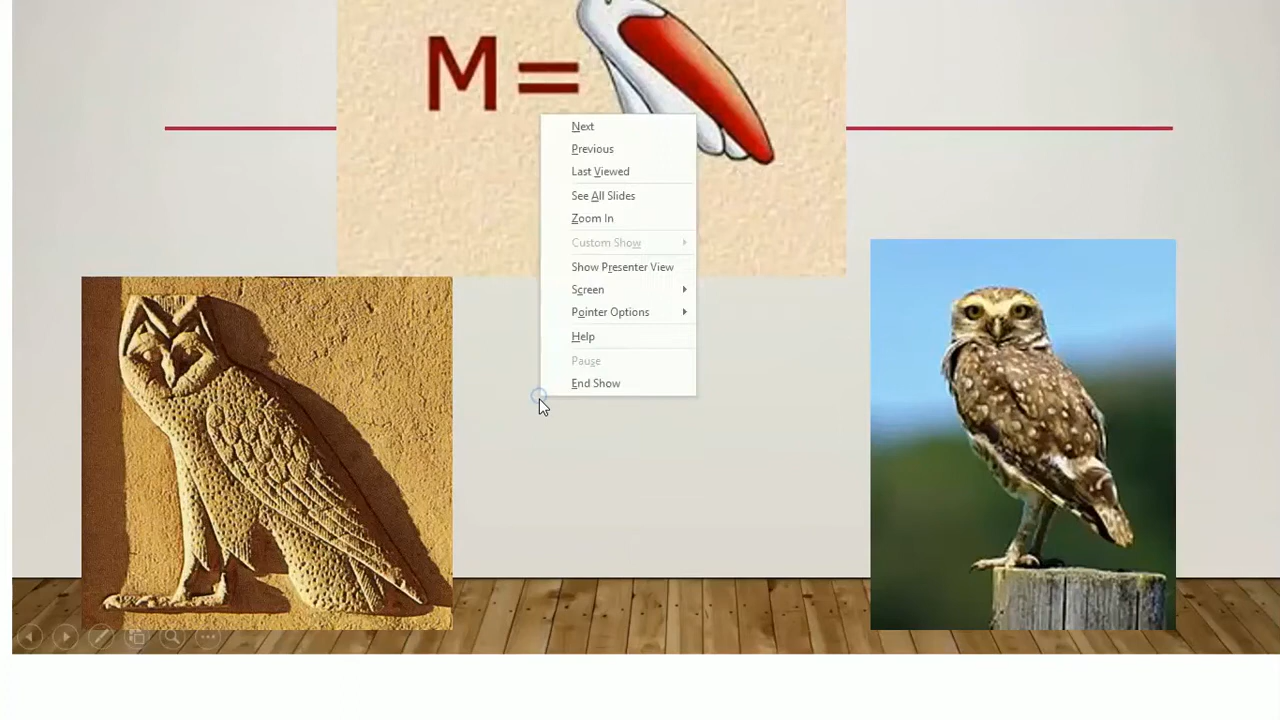 M=
Next
Previous
Last Viewed
See All Slides
Zoom In
Custom Show
Show Presenter View
Screen
Pointer Options
Help
Pause
End Show